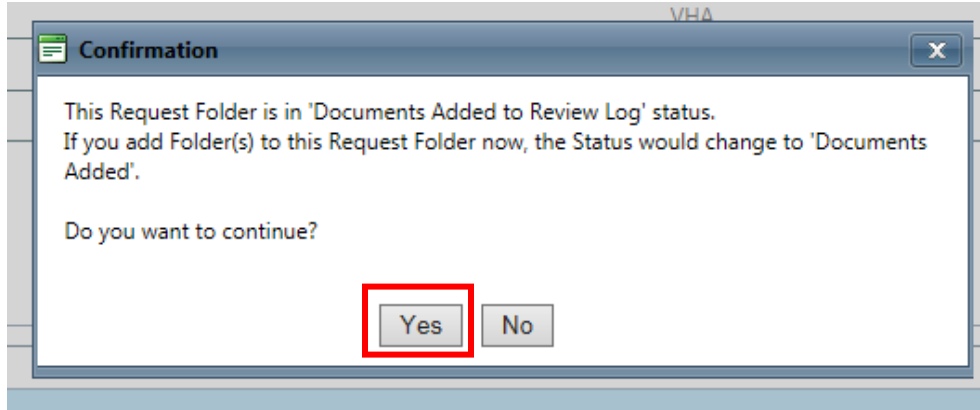 VHA
Confirmation
x
This Request Folder is in 'Documents Added to Review Log' status.
If you add Folder(s) to this Request Folder now, the Status would change to 'Documents
Added'.
Do you want to continue?
Yes No